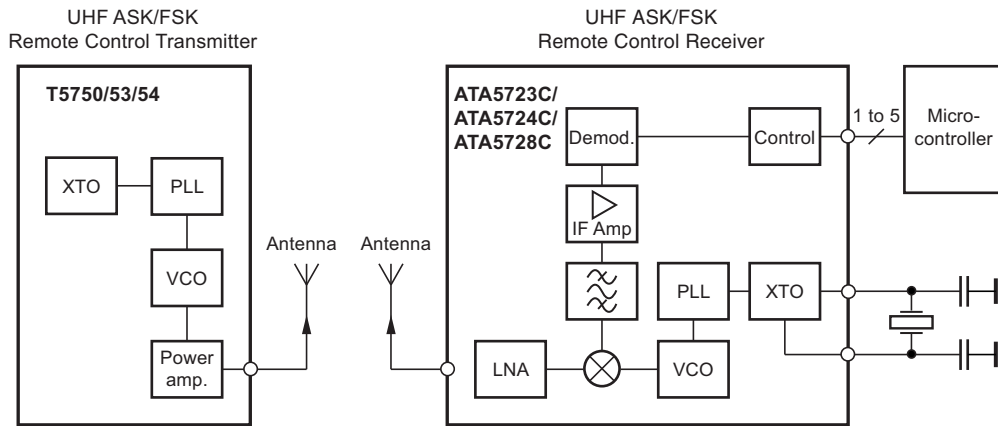 UHF ASK/FSK
Remote Control Transmitter
T5750/53/54
XTO
PLL
VCO
Power
amp.
Antenna
Antenna
UHF ASK/FSK
Remote Control Receiver
ATA5723C/
ATA5724C/
ATA5728C
Demod.
Control
1 to 5
Micro-
controller
IF Amp
PLL
XTO
LNA
VCO